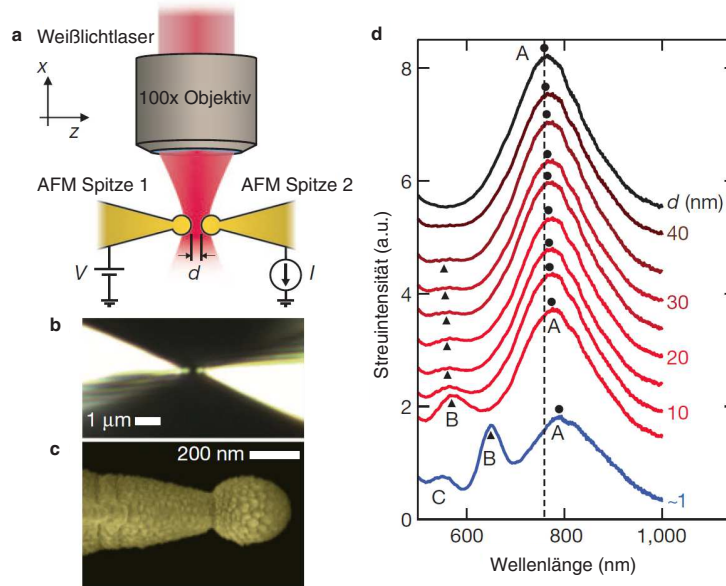 a
Weißlichtlaser
x
z
100x Objektiv
AFM Spitze 1
AFM Spitze 2
V
d
I
b
1 µm
c
200 nm
d
Streuintensität (a.u.)
8
6
4
2
0
A
d (nm)
40
30
20
10
~1
A
B
A
B
C
600
800
1,000
Wellenlänge (nm)